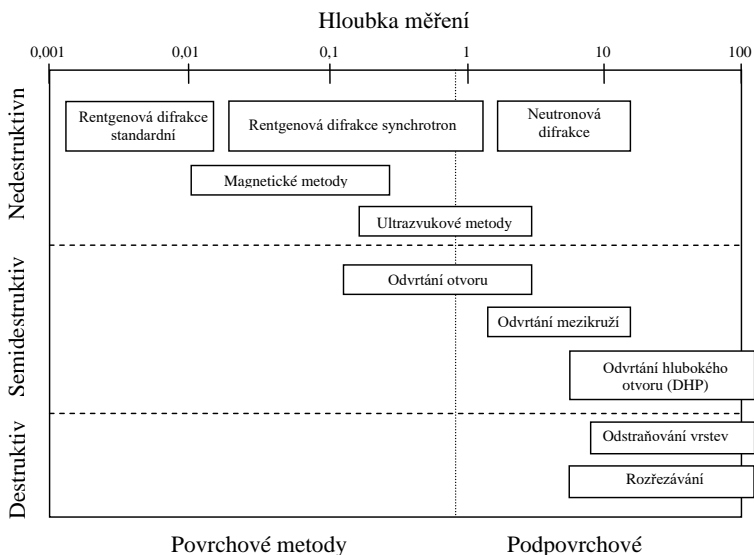 Hloubka měření
0,001 0,01 0,1 1 10 100
Nedestruktivn
Rentgenová difrakce
standardní
Rentgenová difrakce synchrotron
Neutronová
difrakce
Magnetické metody
Ultrazvukové metody
Semidestruktiv
Odvrtání otvoru
Odvrtání mezikruží
Odvrtání hlubokého
otvoru (DHP)
Destruktiv
Odstraňování vrstev
Rozřezávání
Povrchové metody Podpovrchové